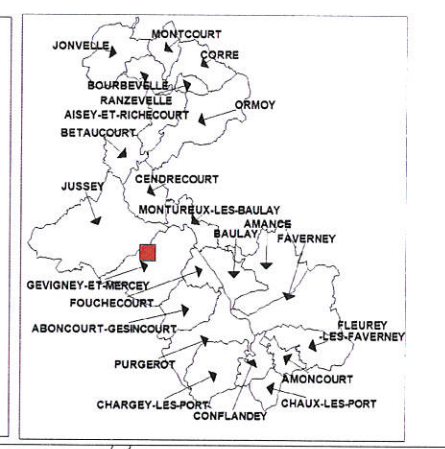 MONTCOURT
JONVELLE
CORRE
BOURBEVELLE
RANZEVELLE
ORMOY
AISEY-ET-RICHECOURT
BETAUCOURT
CENDRECOURT
JUSSEY
MONTUREUX-LES-BAULAY
AMANCE
BAULAY
FAVERNEY
GEVIGNEY-ET-MERCEY
FOUCHECOURT
ABONCOURT-GESINCOURT
FLEUREY
-LES-FAVERNEY
PURGEROT
AMONCOURT
CHARGEY-LES-PORT
CHAUX-LES-PORT
CONFLANDEY